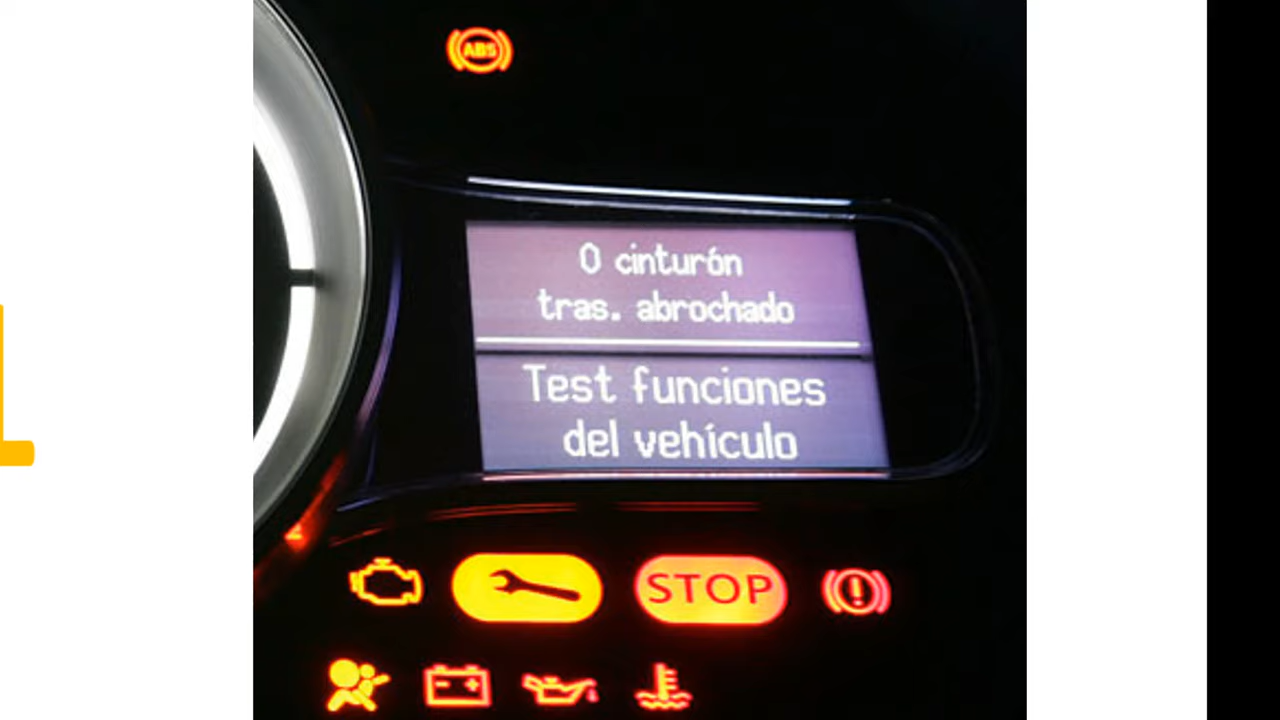 ABS
0 cinturón
tras. abrochado
Test funciones
del vehículo
STOP